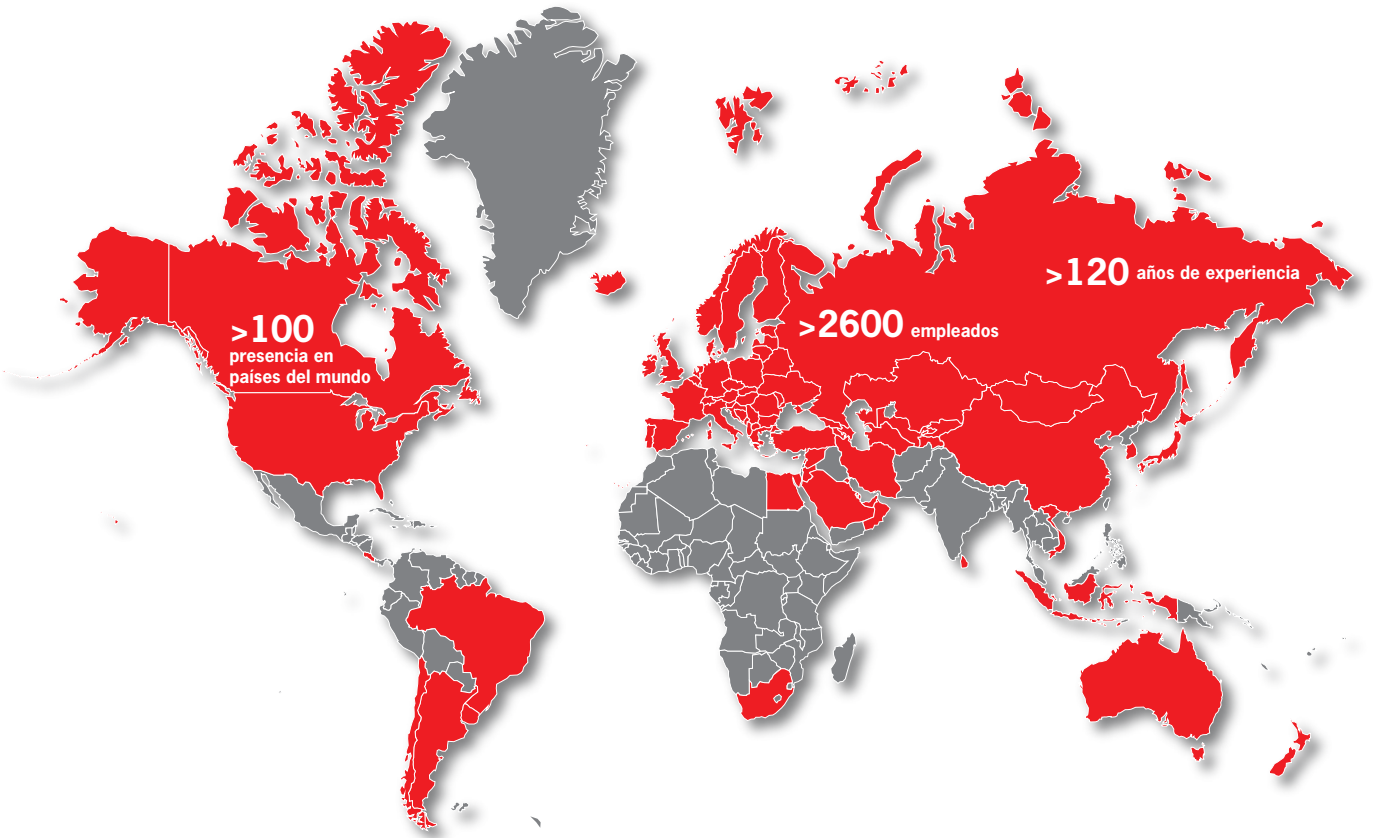 >100
presencia en
países del mundo
>2600 empleados
>120 años de experiencia